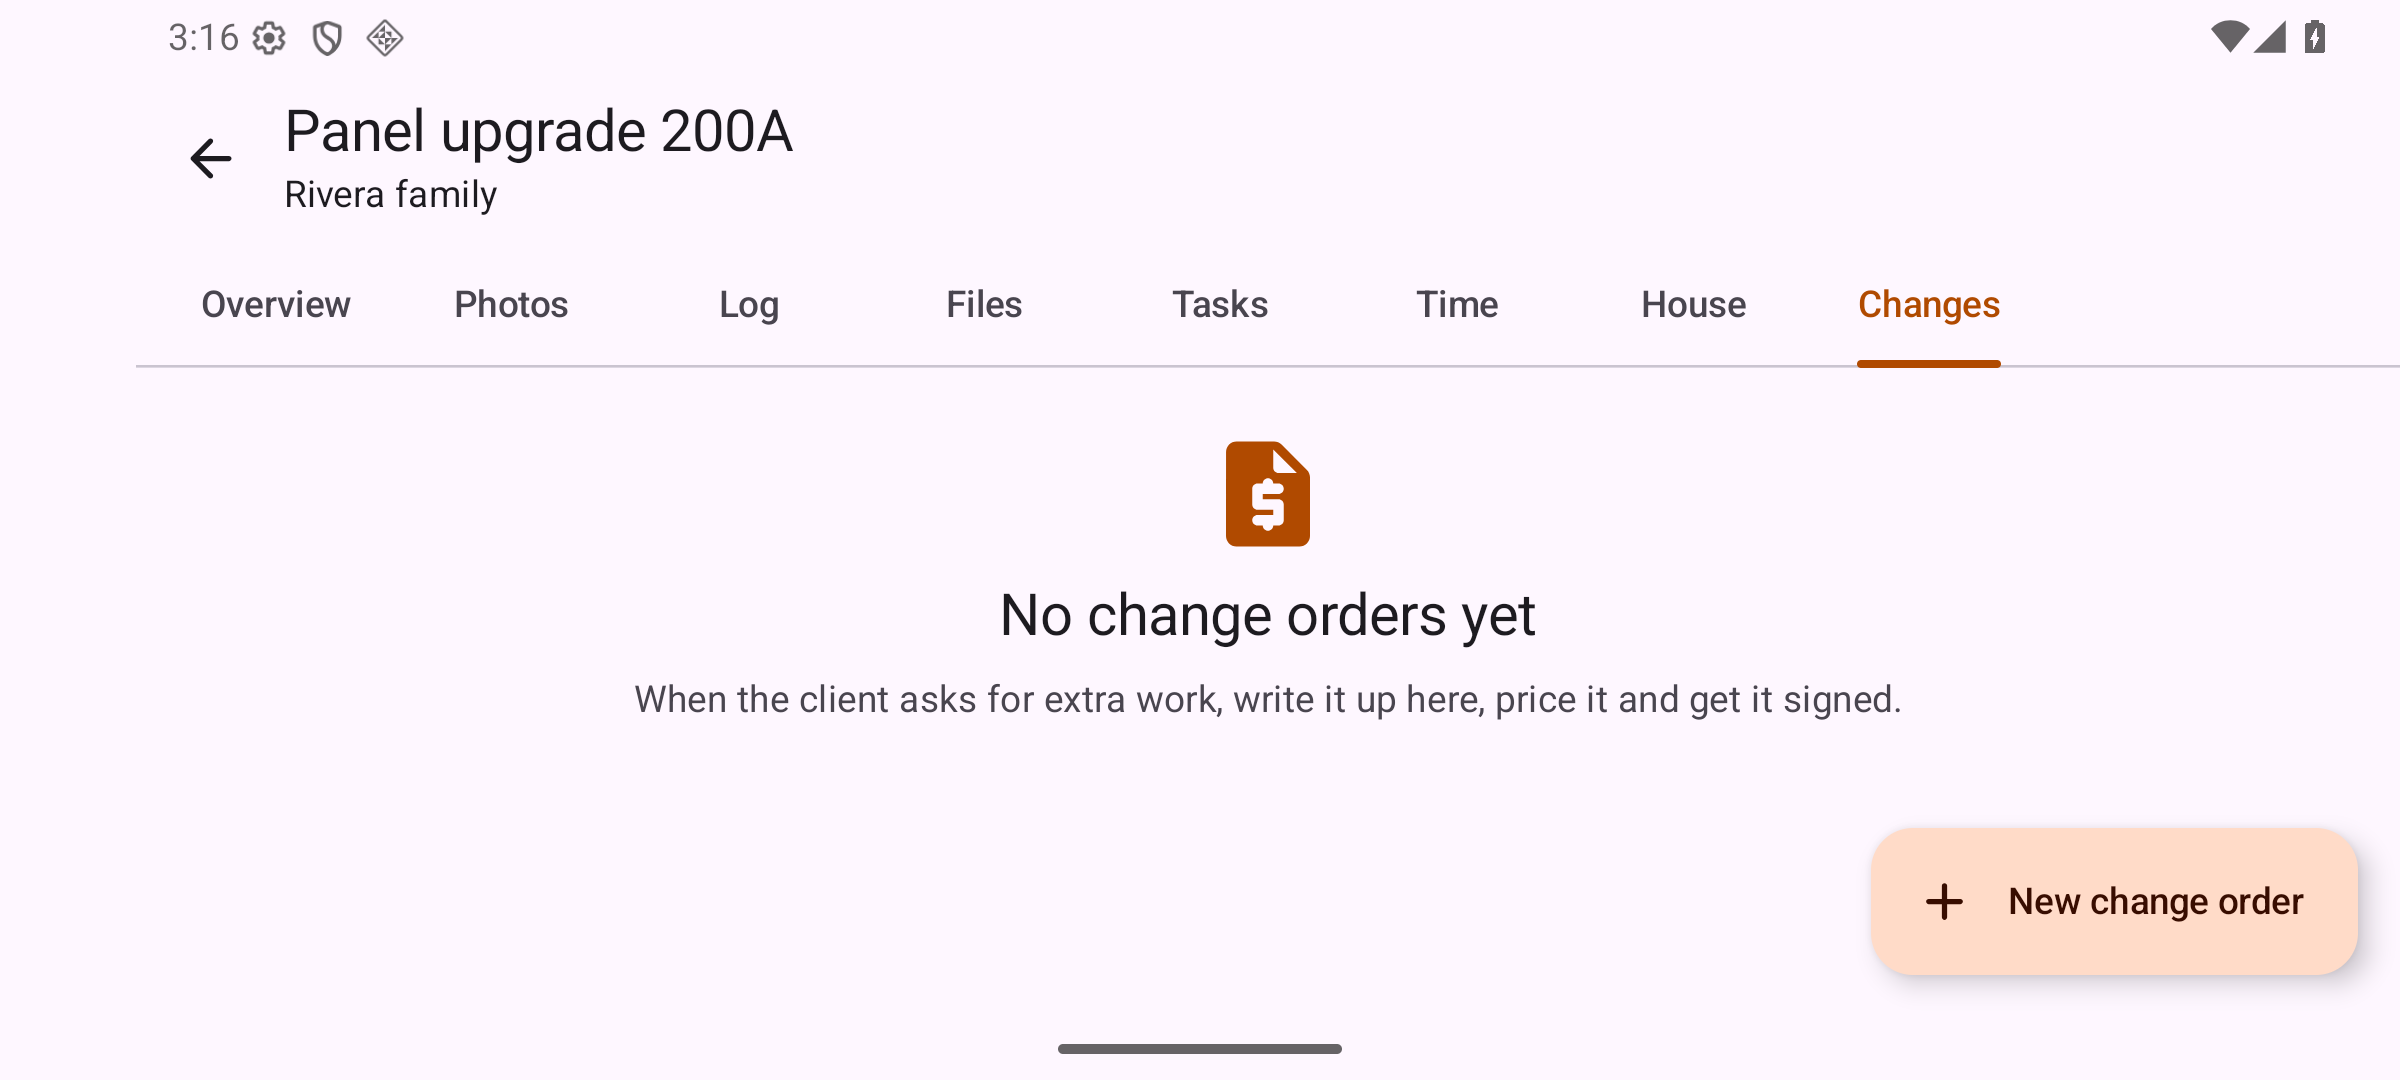 3:16
Panel upgrade 200A
Rivera family
Overview Photos Log Files Tasks Time House Changes
No change orders yet
When the client asks for extra work, write it up here, price it and get it signed.
New change order